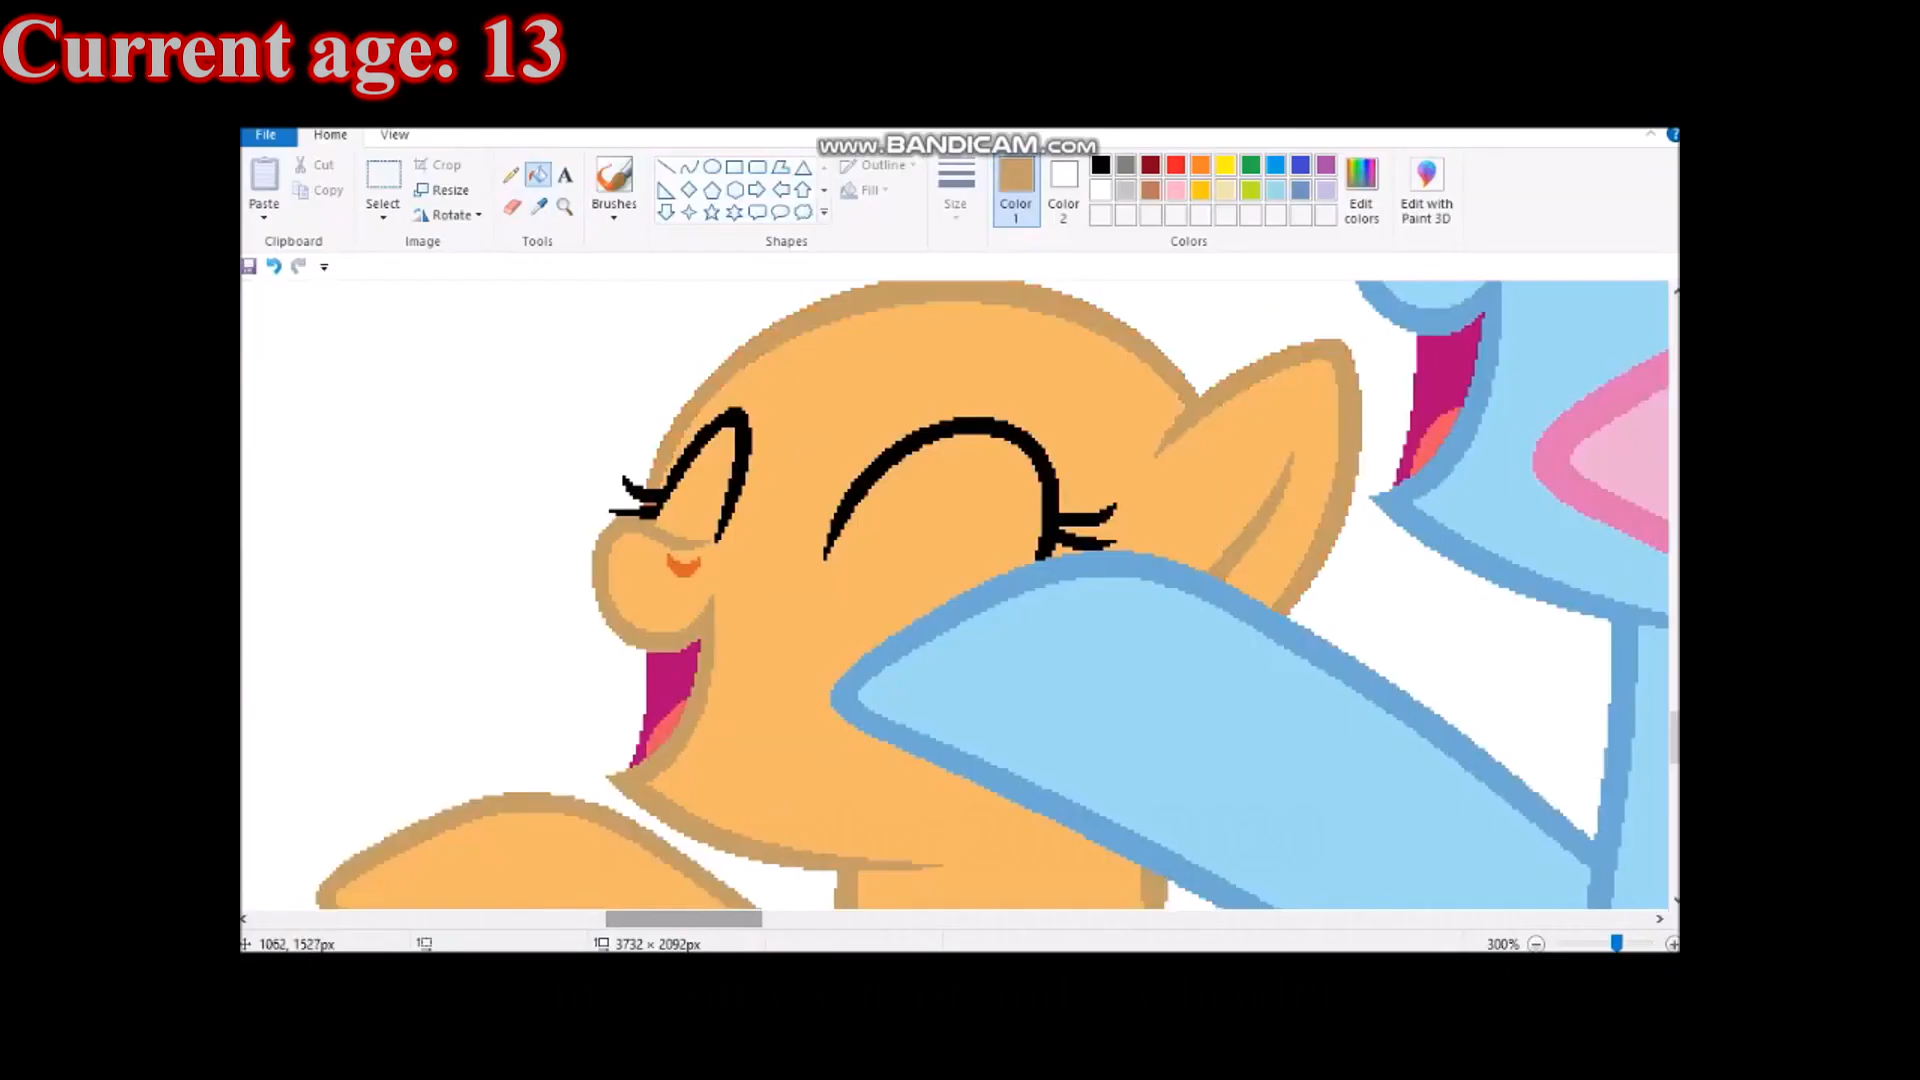 Current age: 13
www.BANDICAM.com
File Home View
Cut
Copy
Paste
Clipboard
Crop
Resize
Rotate
Select
Image
A
Tools
Brushes
Outline
Fill
Shapes
Size
Color 1
Color 2
Edit colors
Edit with Paint 3D
Colors
1062, 1527px
3732 × 2092px
300%